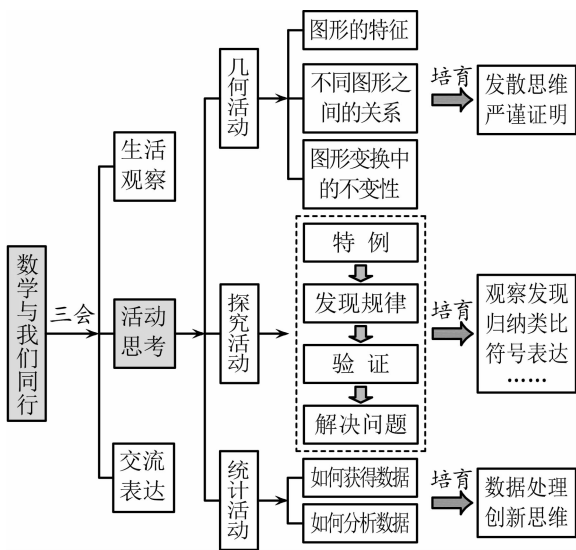 数学与我们同行
三会
生活
观察
活动
思考
交流
表达
几何活动
图形的特征
不同图形之
间的关系
图形变换中
的不变性
培育
发散思维
严谨证明
探究活动
特例
发现规律
验证
解决问题
培育
观察发现
归纳类比
符号表达
……
统计活动
如何获得数据
如何分析数据
培育
数据处理
创新思维